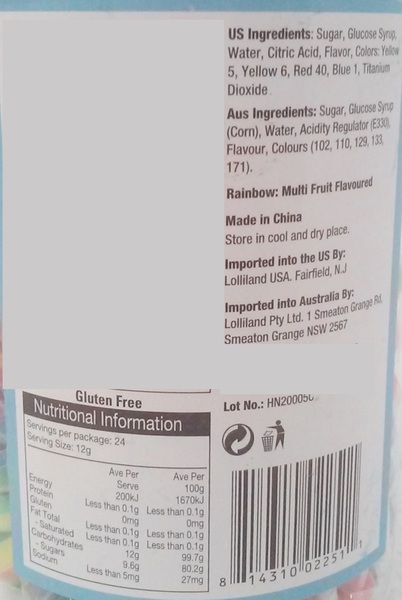 US Ingredients: Sugar, Glucose Syrup,
Water, Citric Acid, Flavor, Colors: Yellow
5, Yellow 6, Red 40, Blue 1, Titanium
Dioxide
Aus Ingredients: Sugar, Glucose Syrup
(Corn), Water, Acidity Regulator (E330),
Flavour, Colours (102, 110, 129, 133,
171).
Rainbow: Multi Fruit Flavoured
Made in China
Store in cool and dry place.
Imported into the US By:
Lolliland USA. Fairfield, N.J
Imported into Australia By:
Lolliland Pty Ltd. 1 Smeaton Grange Rd,
Smeaton Grange NSW 2567
Lot No.: HN20005
Gluten Free
Nutritional Information
Servings per package: 24
Serving Size: 12g
Ave Per Ave Per
Serve 100g
Energy 200kJ 1670kJ
Protein Less than 0.1g Less than 0.1g
Gluten 0mg 0mg
Fat Total Less than 0.1g Less than 0.1g
- Saturated Less than 0.1g Less than 0.1g
Carbohydrates 12g 99.7g
- Sugars 9.6g 80.2g
Sodium Less than 5mg 27mg
8 14310 02251 1